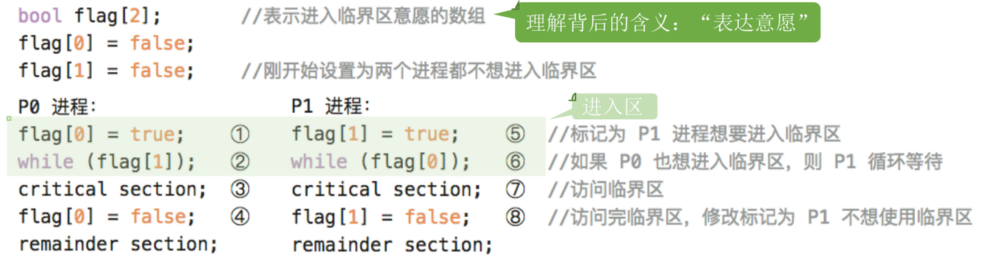 bool flag[2]; //表示进入临界区意愿的数组
理解背后的含义：“表达意愿”
flag[0] = false;
flag[1] = false; //刚开始设置为两个进程都不想进入临界区
P0 进程: P1 进程:
进入区
flag[0] = true; ① flag[1] = true; ⑤ //标记为 P1 进程想要进入临界区
while (flag[1]); ② while (flag[0]); ⑥ //如果 P0 也想进入临界区，则 P1 循环等待
critical section; ③ critical section; ⑦ //访问临界区
flag[0] = false; ④ flag[1] = false; ⑧ //访问完临界区，修改标记为 P1 不想使用临界区
remainder section; remainder section;